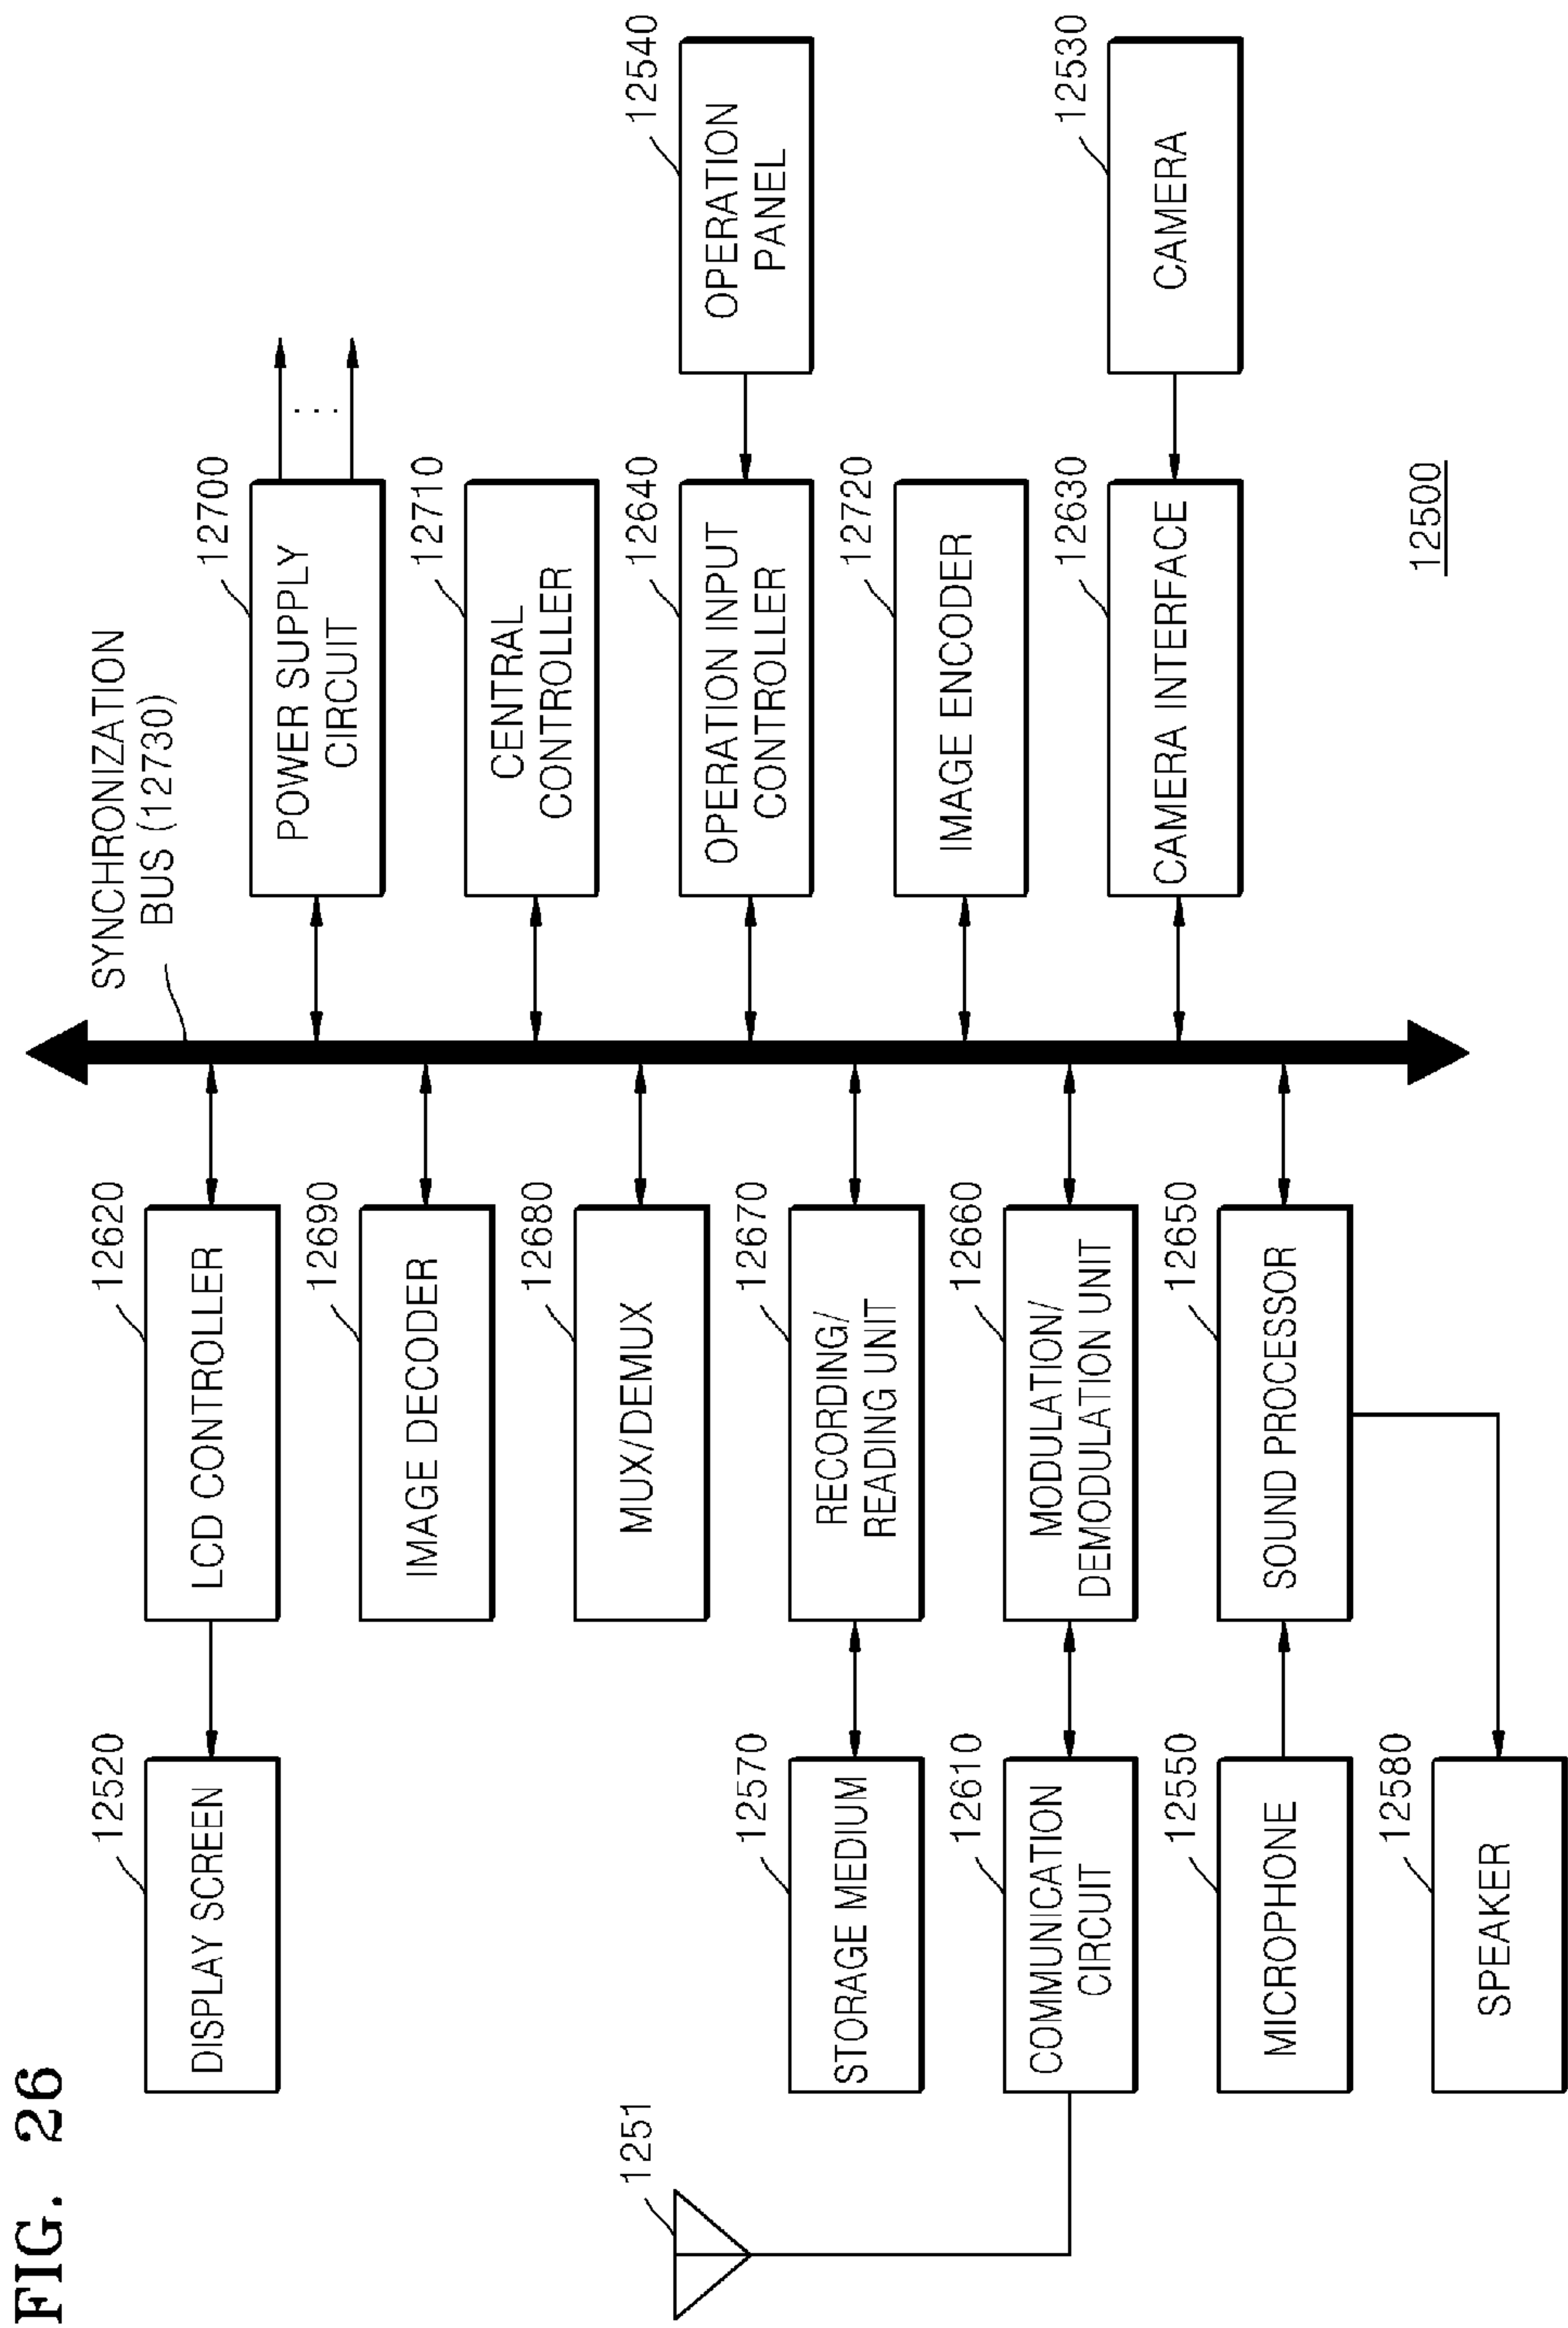 FIG. 26
SYNCHRONIZATION
BUS (12730)
12520
DISPLAY SCREEN
12620
LCD CONTROLLER
12700
POWER SUPPLY
CIRCUIT
12690
IMAGE DECODER
12710
CENTRAL
CONTROLLER
12680
MUX/DEMUX
12640
OPERATION INPUT
CONTROLLER
12540
OPERATION
PANEL
1251
12570
STORAGE MEDIUM
12670
RECORDING/
READING UNIT
12720
IMAGE ENCODER
12610
COMMUNICATION
CIRCUIT
12660
MODULATION/
DEMODULATION UNIT
12630
CAMERA INTERFACE
12530
CAMERA
12550
MICROPHONE
12650
SOUND PROCESSOR
12580
SPEAKER
12500